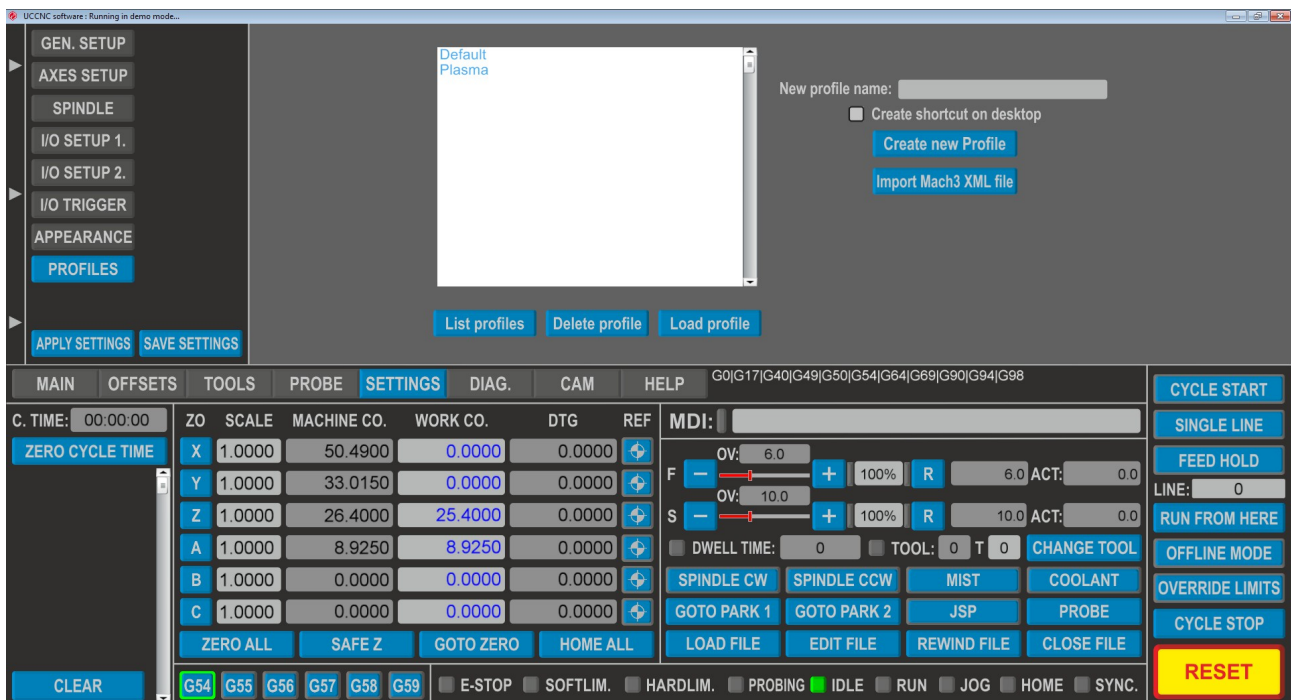 UCCNC software : Running in demo mode...
GEN. SETUP
AXES SETUP
SPINDLE
I/O SETUP 1.
I/O SETUP 2.
I/O TRIGGER
APPEARANCE
PROFILES
APPLY SETTINGS SAVE SETTINGS
Default
Plasma
List profiles Delete profile Load profile
New profile name:
Create shortcut on desktop
Create new Profile
Import Mach3 XML file
MAIN OFFSETS TOOLS PROBE SETTINGS DIAG. CAM HELP
G0|G17|G40|G49|G50|G54|G64|G69|G90|G94|G98
C. TIME: 00:00:00
ZERO CYCLE TIME
CLEAR
ZO SCALE MACHINE CO. WORK CO. DTG REF
X 1.0000 50.4900 0.0000 0.0000
Y 1.0000 33.0150 0.0000 0.0000
Z 1.0000 26.4000 25.4000 0.0000
A 1.0000 8.9250 8.9250 0.0000
B 1.0000 0.0000 0.0000 0.0000
C 1.0000 0.0000 0.0000 0.0000
ZERO ALL SAFE Z GOTO ZERO HOME ALL
MDI:
OV: 6.0
F − + 100% R 6.0 ACT: 0.0
OV: 10.0
S − + 100% R 10.0 ACT: 0.0
DWELL TIME: 0 TOOL: 0 T 0 CHANGE TOOL
SPINDLE CW SPINDLE CCW MIST COOLANT
GOTO PARK 1 GOTO PARK 2 JSP PROBE
LOAD FILE EDIT FILE REWIND FILE CLOSE FILE
G54 G55 G56 G57 G58 G59 E-STOP SOFTLIM. HARDLIM. PROBING IDLE RUN JOG HOME SYNC.
CYCLE START
SINGLE LINE
FEED HOLD
LINE: 0
RUN FROM HERE
OFFLINE MODE
OVERRIDE LIMITS
CYCLE STOP
RESET